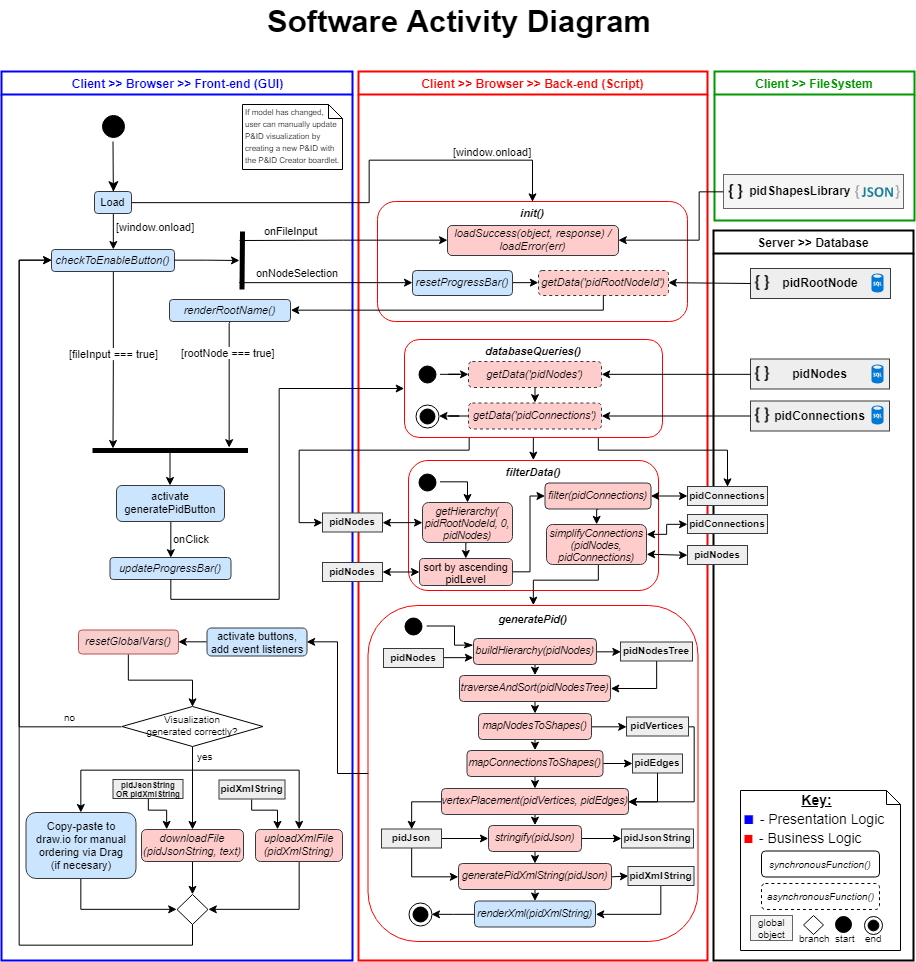 Software Activity Diagram
Client >> Browser >> Front-end (GUI)
Client >> Browser >> Back-end (Script)
Client >> FileSystem
If model has changed,
user can manually update
P&ID visualization by
creating a new P&ID with
the P&ID Creator boardlet.
[window.onload]
{ } pidShapesLibrary {JSON}
Load
[window.onload]
init()
onFileInput
loadSuccess(object, response) /
loadError(err)
Server >> Database
checkToEnableButton()
onNodeSelection
resetProgressBar()
getData('pidRootNodeId')
{ } pidRootNode SQL
renderRootName()
[fileInput === true]
[rootNode === true]
databaseQueries()
getData('pidNodes')
{ } pidNodes SQL
getData('pidConnections')
{ } pidConnections SQL
filterData()
activate
generatePidButton
filter(pidConnections)
pidConnections
getHierarchy(
pidRootNodeId, 0,
pidNodes)
pidNodes
pidConnections
simplifyConnections
(pidNodes,
pidConnections)
onClick
pidNodes
updateProgressBar()
pidNodes
sort by ascending
pidLevel
generatePid()
resetGlobalVars()
activate buttons,
add event listeners
pidNodes
buildHierarchy(pidNodes)
pidNodesTree
traverseAndSort(pidNodesTree)
no
Visualization
generated correctly?
mapNodesToShapes()
pidVertices
yes
mapConnectionsToShapes()
pidEdges
pidJsonString
OR pidXmlString
pidXmlString
vertexPlacement(pidVertices, pidEdges)
Copy-paste to
draw.io for manual
ordering via Drag
(if necesary)
downloadFile
(pidJsonString, text)
uploadXmlFile
(pidXmlString)
pidJson
stringify(pidJson)
pidJsonString
generatePidXmlString(pidJson)
pidXmlString
renderXml(pidXmlString)
Key:
- Presentation Logic
- Business Logic
synchronousFunction()
asynchronousFunction()
global
object
branch
start
end